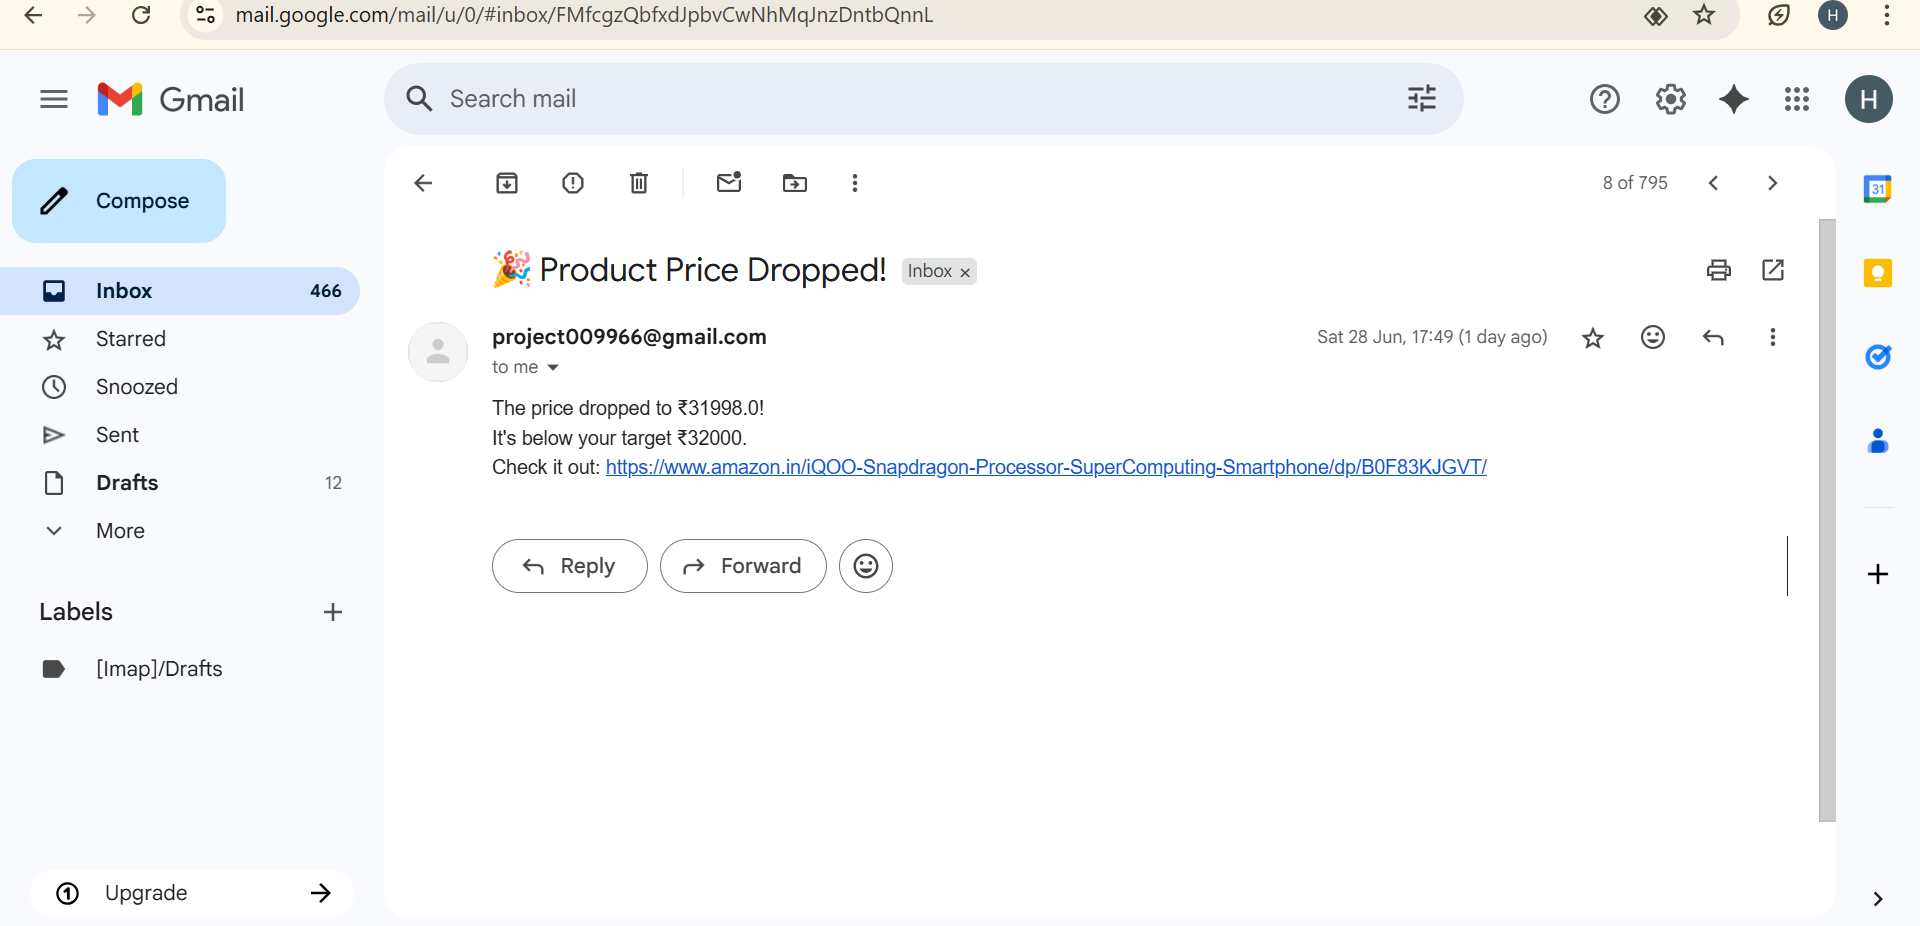 mail.google.com/mail/u/0/#inbox/FMfcgzQbfxdJpbvCwNhMqJnzDntbQnnL
H
Gmail
Search mail
H
Compose
8 of 795
31
Inbox 466
Starred
Snoozed
Sent
Drafts 12
More
Labels
[Imap]/Drafts
Upgrade
🎉 Product Price Dropped! Inbox ×
project009966@gmail.com Sat 28 Jun, 17:49 (1 day ago)
to me
The price dropped to ₹31998.0!
It's below your target ₹32000.
Check it out: https://www.amazon.in/iQOO-Snapdragon-Processor-SuperComputing-Smartphone/dp/B0F83KJGVT/
Reply Forward